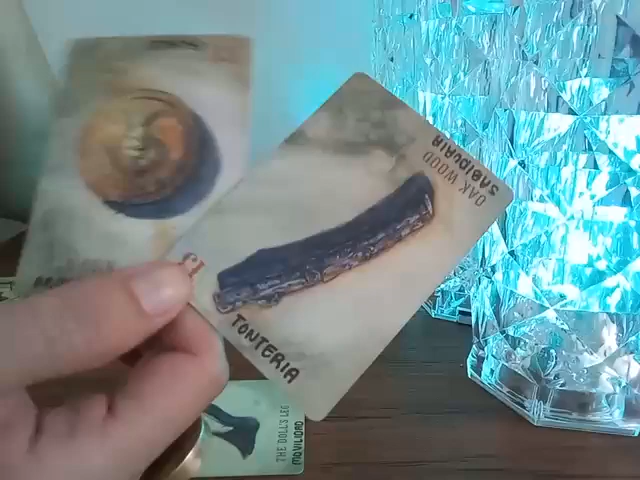 OAK WOOD
SABIDURIA
TONTERIA
THE DOLL'S LEG
MOVILIDAD